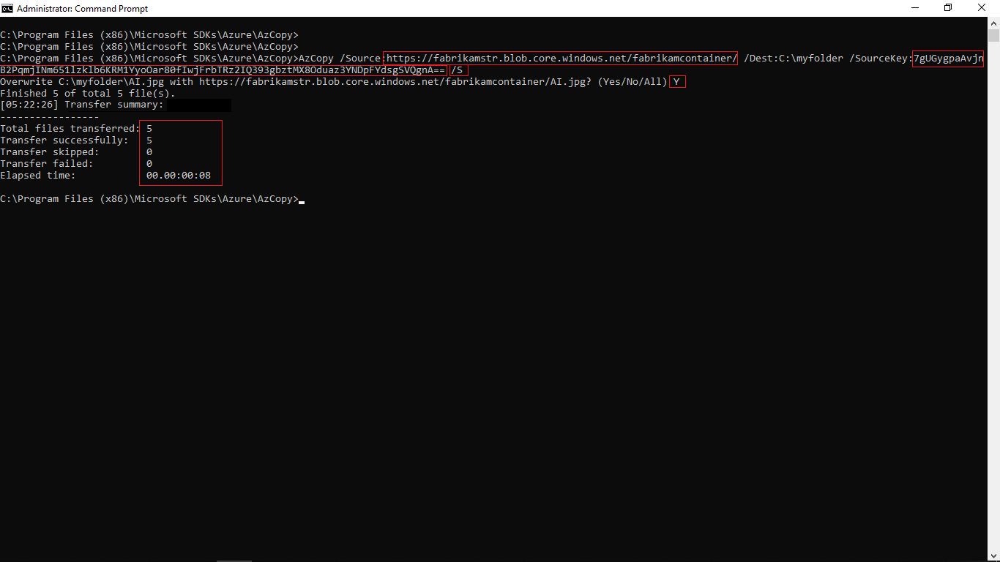 Administrator: Command Prompt
C:\Program Files (x86)\Microsoft SDKs\Azure\AzCopy>
C:\Program Files (x86)\Microsoft SDKs\Azure\AzCopy>
C:\Program Files (x86)\Microsoft SDKs\Azure\AzCopy>AzCopy /Source:https://fabrikamstr.blob.core.windows.net/fabrikamcontainer/ /Dest:C:\myfolder /SourceKey:7gUGygpaAvjn
B2PqmjINm651lzklb6KRM1YyoOar80fIwjFrbTRz2IQ393gbztMX8Oduaz3YNDpFYdsgSVQgnA== /S
Overwrite C:\myfolder\AI.jpg with https://fabrikamstr.blob.core.windows.net/fabrikamcontainer/AI.jpg? (Yes/No/All) Y
Finished 5 of total 5 file(s).
[05:22:26] Transfer summary:
-----------------
Total files transferred: 5
Transfer successfully: 5
Transfer skipped: 0
Transfer failed: 0
Elapsed time: 00.00:00:08
C:\Program Files (x86)\Microsoft SDKs\Azure\AzCopy>